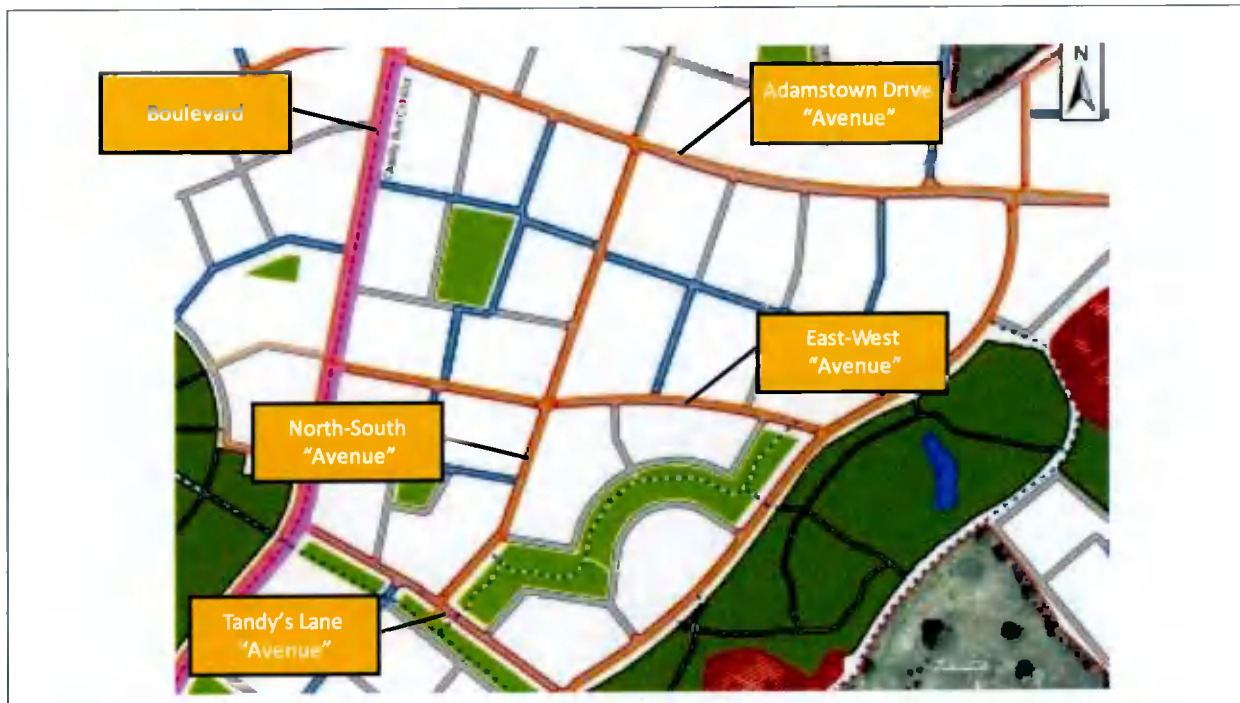 N
Boulevard
Adamstown Drive
"Avenue"
East-West
"Avenue"
North-South
"Avenue"
Tandy's Lane
"Avenue"